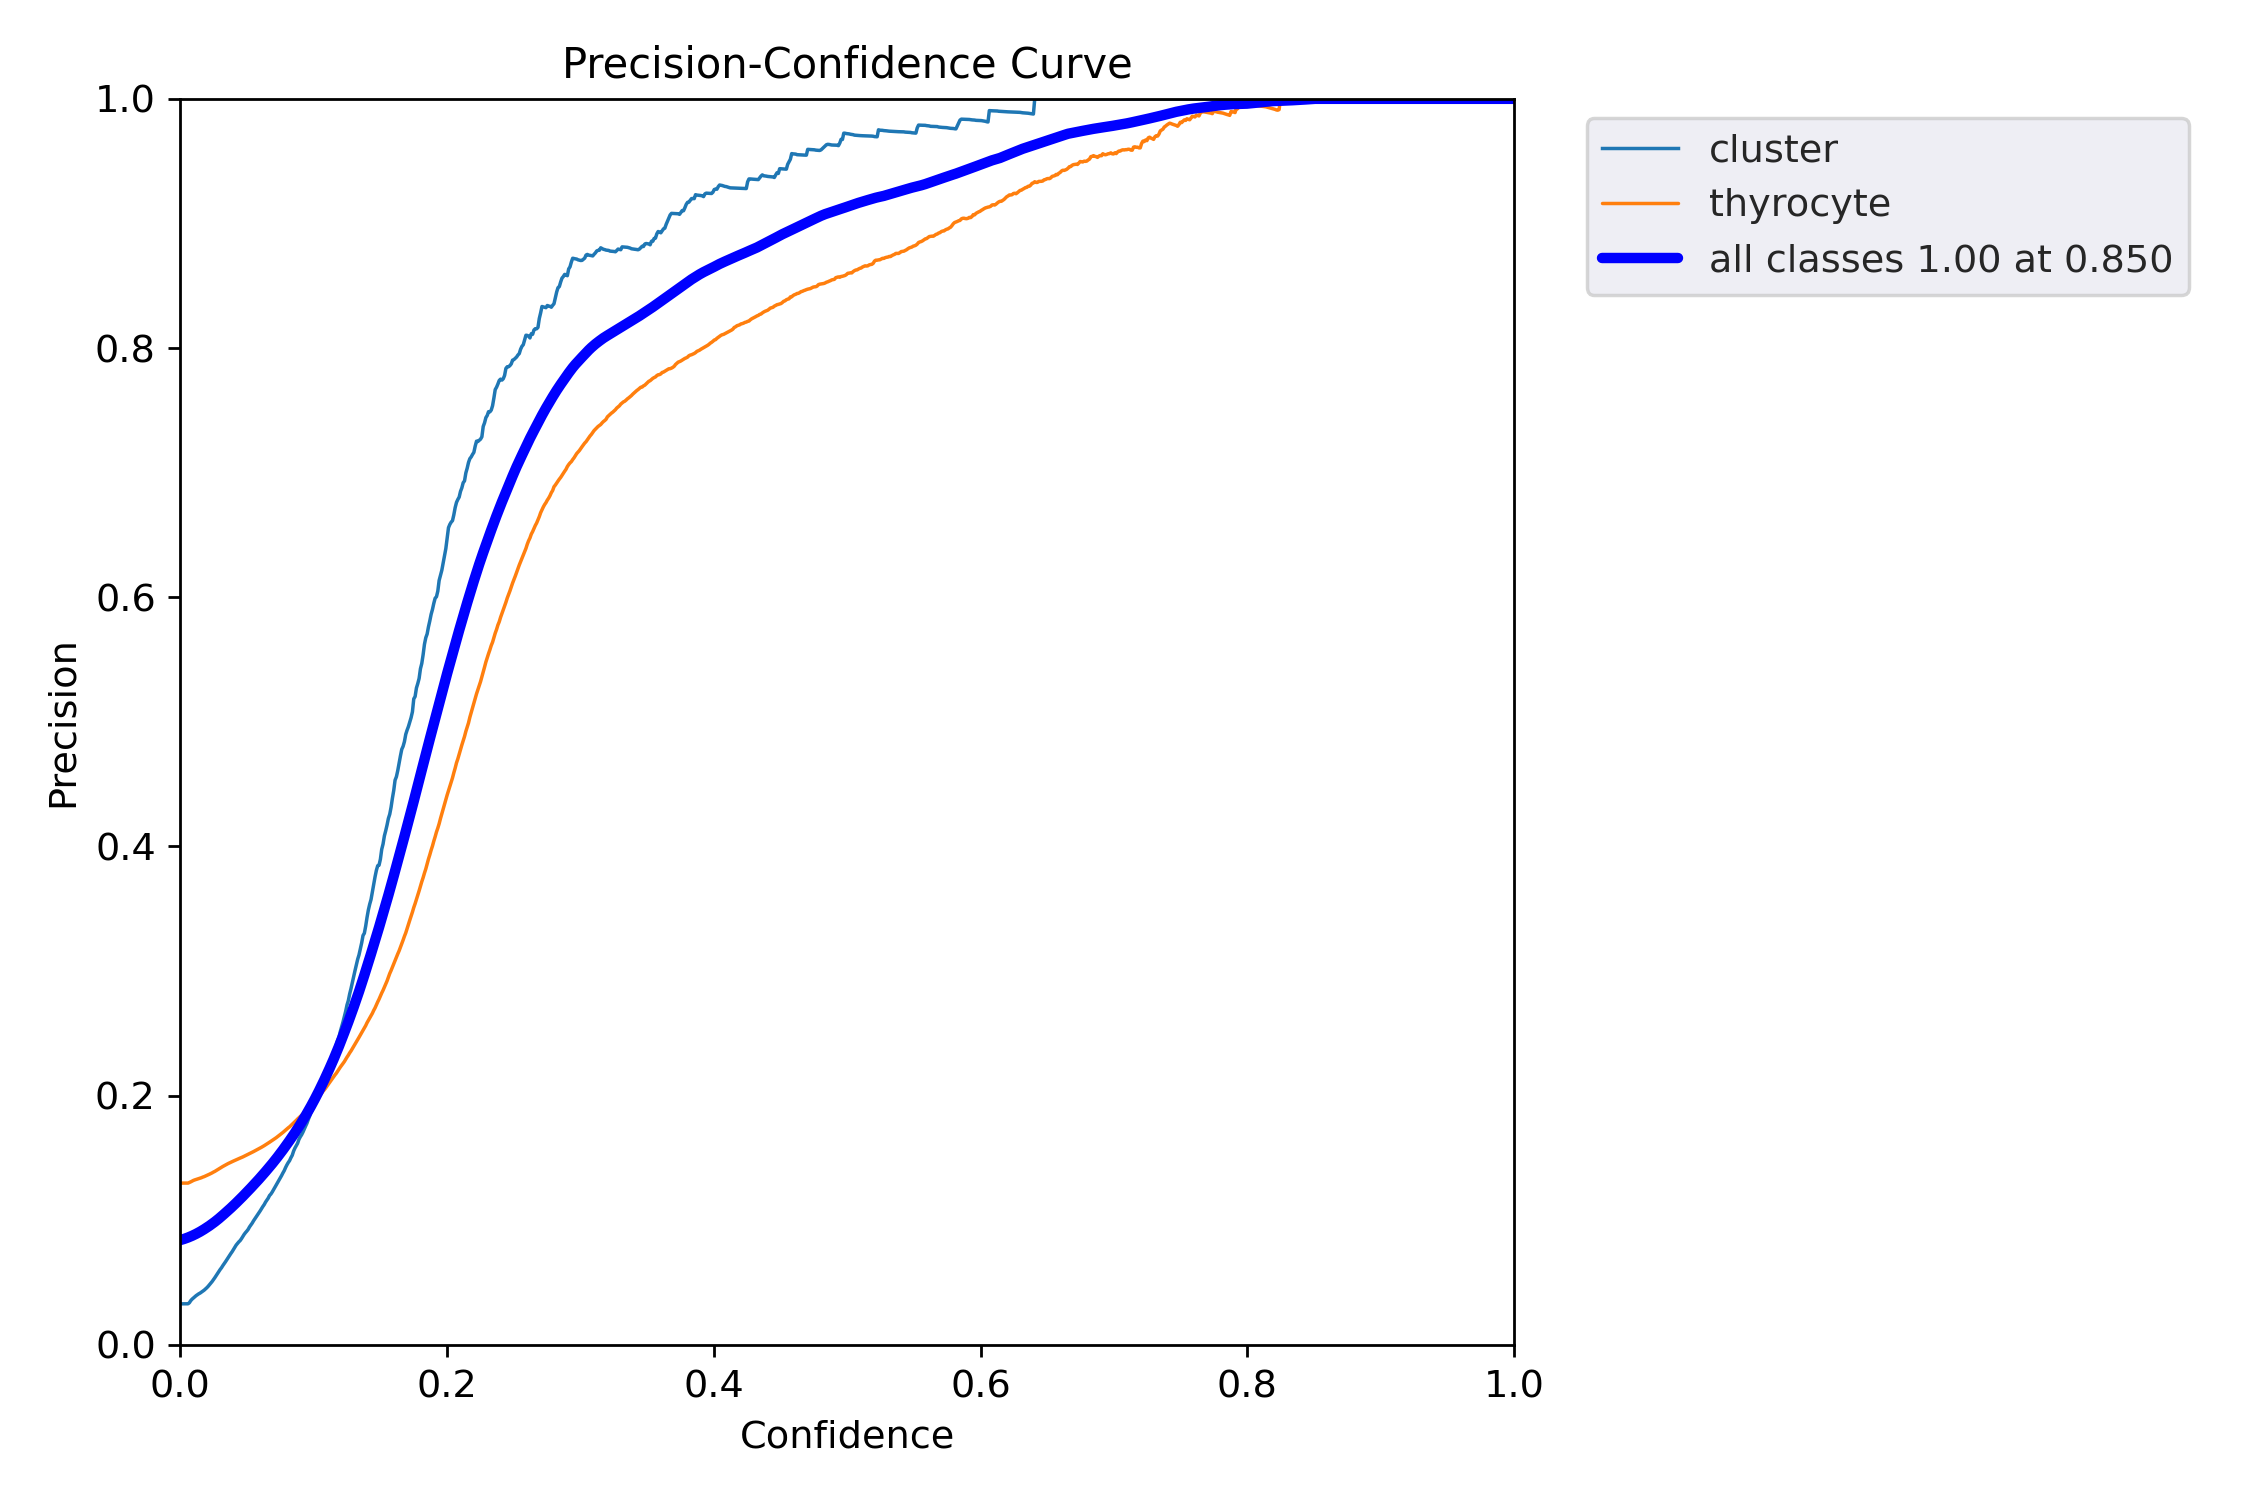 Precision-Confidence Curve
1.0
0.8
0.6
0.4
0.2
0.0
Precision
0.0 0.2 0.4 0.6 0.8 1.0
Confidence
cluster
thyrocyte
all classes 1.00 at 0.850